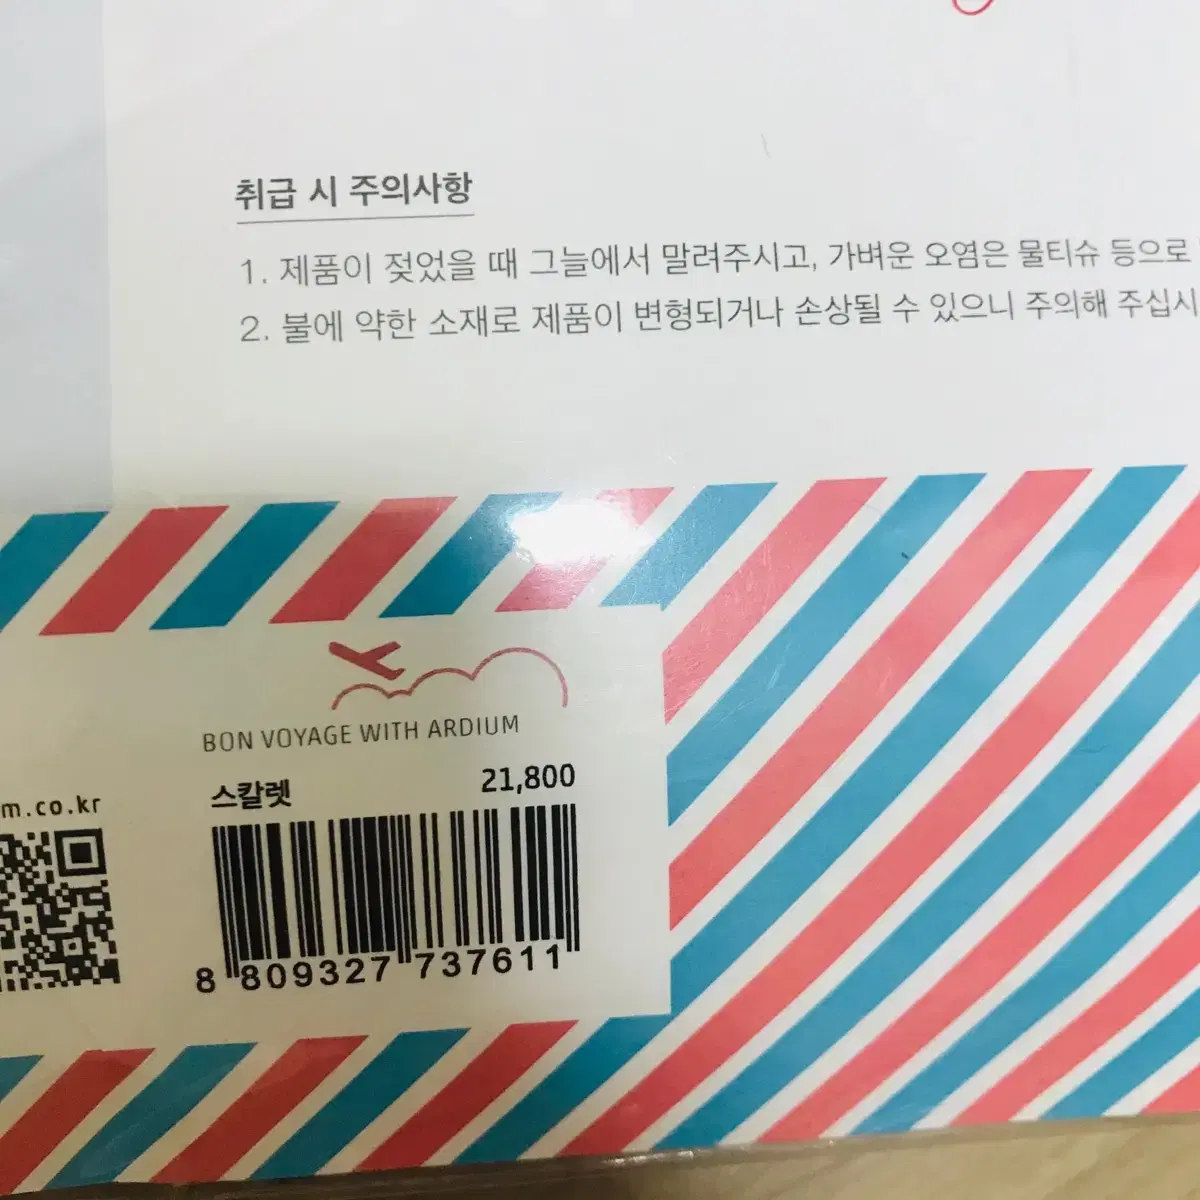 취급 시 주의사항
1. 제품이 젖었을 때 그늘에서 말려주시고, 가벼운 오염은 물티슈 등으로
2. 불에 약한 소재로 제품이 변형되거나 손상될 수 있으니 주의해 주십시
BON VOYAGE WITH ARDIUM
스칼렛 21,800
m.co.kr
8 809327 737611